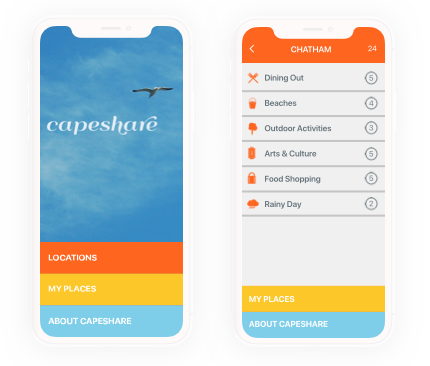 capeshare
LOCATIONS
MY PLACES
ABOUT CAPESHARE
CHATHAM 24
Dining Out 5
Beaches 4
Outdoor Activities 3
Arts & Culture 5
Food Shopping 5
Rainy Day 2
MY PLACES
ABOUT CAPESHARE